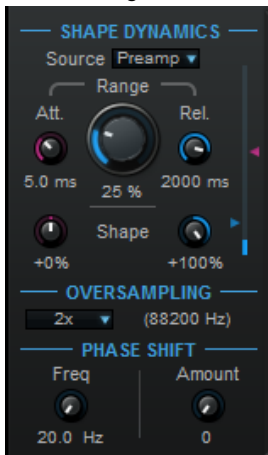 SHAPE DYNAMICS
Source Preamp
Range
Att. Rel.
5.0 ms 25 % 2000 ms
Shape
+0% +100%
OVERSAMPLING
2x (88200 Hz)
PHASE SHIFT
Freq Amount
20.0 Hz 0